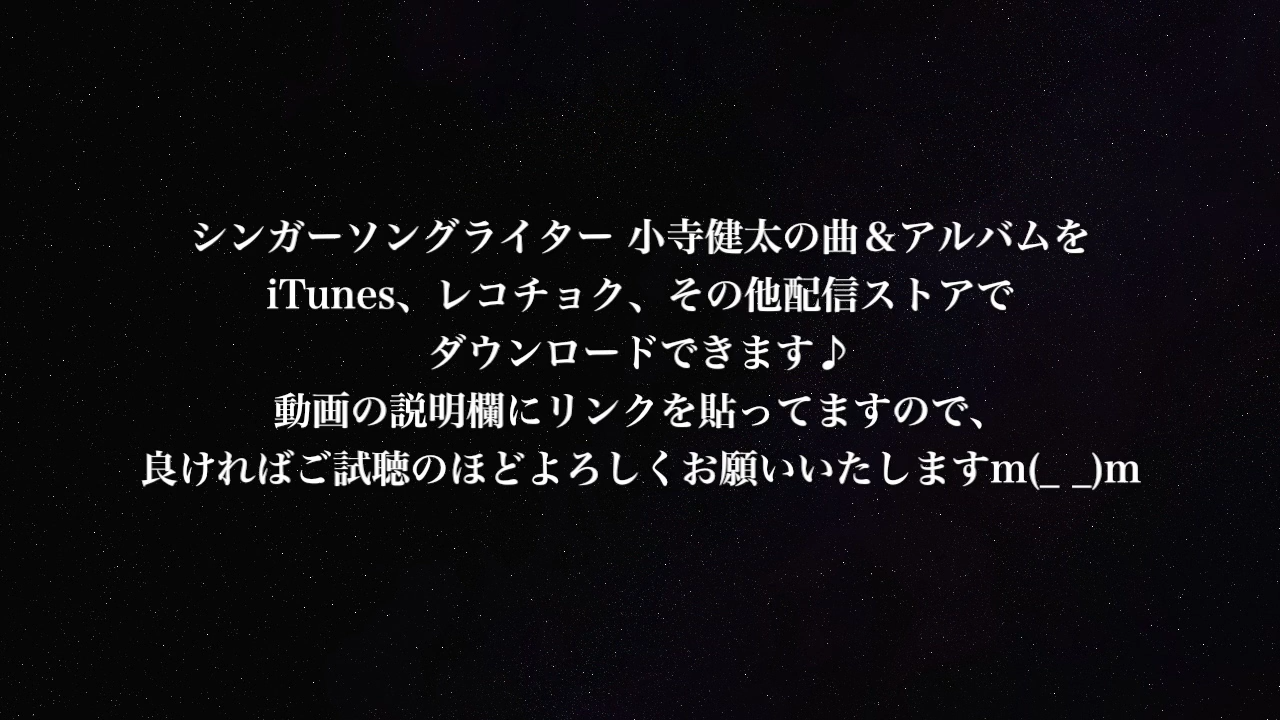 シンガーソングライター 小寺健太の曲＆アルバムを
iTunes、レコチョク、その他配信ストアで
ダウンロードできます♪
動画の説明欄にリンクを貼ってますので、
良ければご試聴のほどよろしくお願いいたしますm(_ _)m